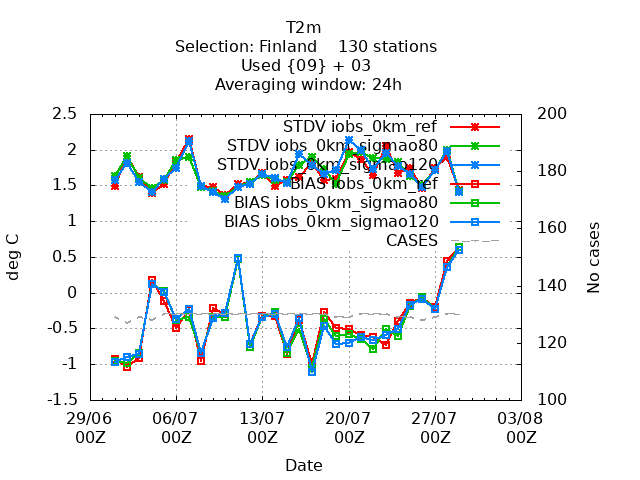 T2m
Selection: Finland    130 stations
Used {09} + 03
Averaging window: 24h
2.5
2
1.5
1
0.5
0
-0.5
-1
-1.5
deg C
200
180
160
140
120
100
No cases
STDV iobs_0km_ref
STDV iobs_0km_sigmao80
STDV iobs_0km_sigmao120
BIAS iobs_0km_ref
BIAS iobs_0km_sigmao80
BIAS iobs_0km_sigmao120
CASES
29/06 06/07 13/07 20/07 27/07 03/08
00Z 00Z 00Z 00Z 00Z 00Z
Date